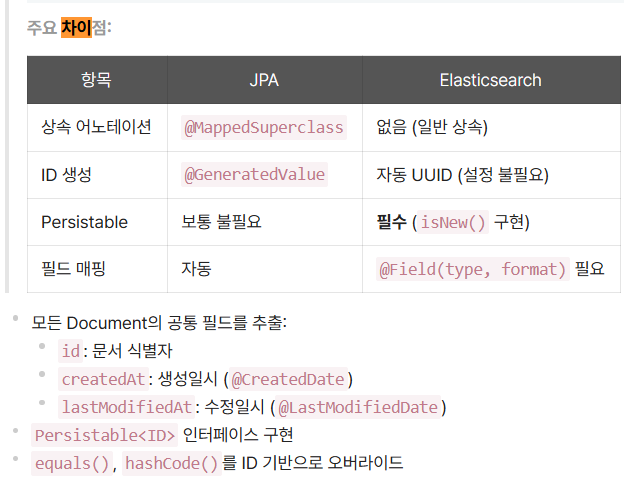 주요 차이점:
항목 JPA Elasticsearch
상속 어노테이션 @MappedSuperclass 없음 (일반 상속)
ID 생성 @GeneratedValue 자동 UUID (설정 불필요)
Persistable 보통 불필요 필수 (isNew() 구현)
필드 매핑 자동 @Field(type, format) 필요
모든 Document의 공통 필드를 추출:
id: 문서 식별자
createdAt: 생성일시 (@CreatedDate)
lastModifiedAt: 수정일시 (@LastModifiedDate)
Persistable<ID> 인터페이스 구현
equals(), hashCode()를 ID 기반으로 오버라이드